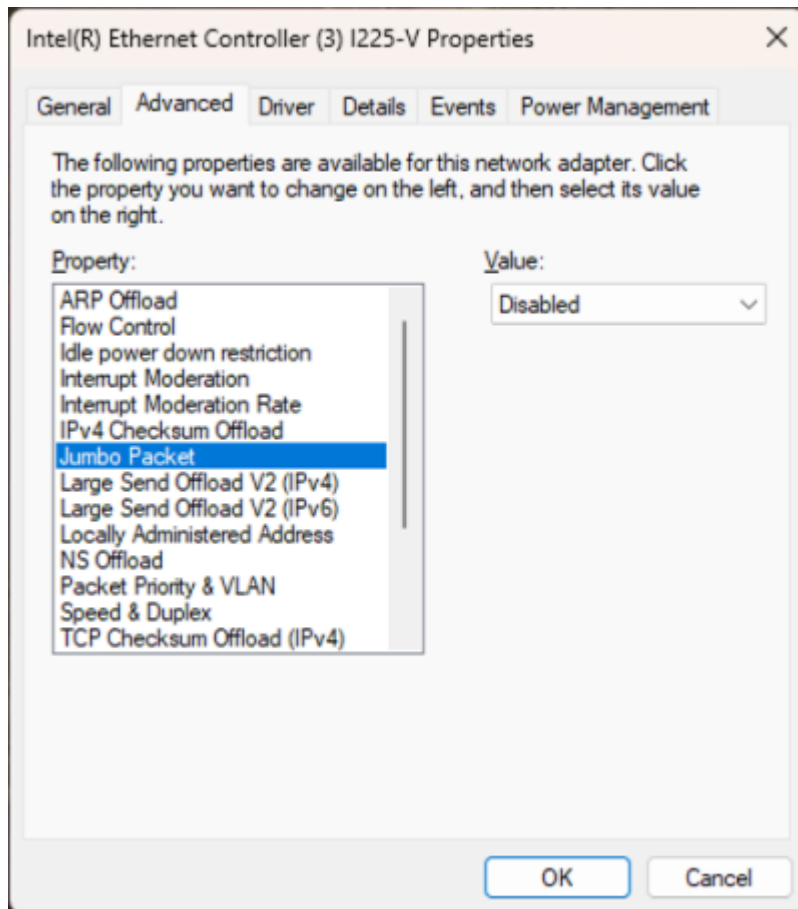 Intel(R) Ethernet Controller (3) I225-V Properties
General Advanced Driver Details Events Power Management
The following properties are available for this network adapter. Click
the property you want to change on the left, and then select its value
on the right.
Property:
ARP Offload
Flow Control
Idle power down restriction
Interrupt Moderation
Interrupt Moderation Rate
IPv4 Checksum Offload
Jumbo Packet
Large Send Offload V2 (IPv4)
Large Send Offload V2 (IPv6)
Locally Administered Address
NS Offload
Packet Priority & VLAN
Speed & Duplex
TCP Checksum Offload (IPv4)
Value:
Disabled
OK Cancel